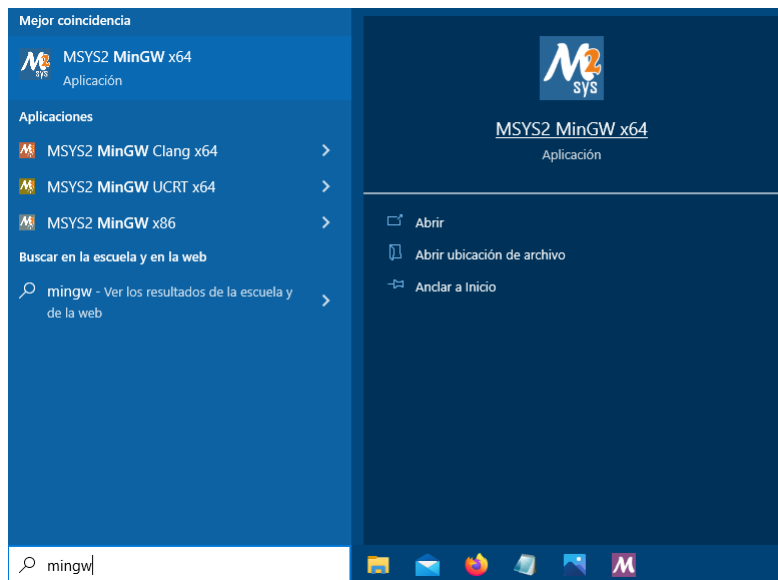 Mejor coincidencia
M2
sys
MSYS2 MinGW x64
Aplicación
Aplicaciones
MSYS2 MinGW Clang x64
MSYS2 MinGW UCRT x64
MSYS2 MinGW x86
Buscar en la escuela y en la web
mingw - Ver los resultados de la escuela y
de la web
mingw
M2
sys
MSYS2 MinGW x64
Aplicación
Abrir
Abrir ubicación de archivo
Anclar a Inicio
M